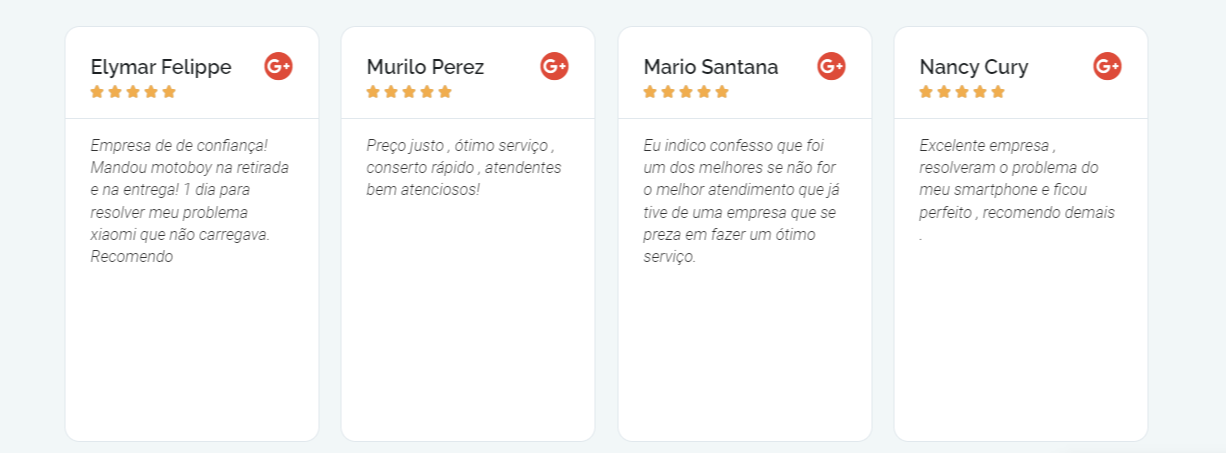 Elymar Felippe
G+
Empresa de de confiança!
Mandou motoboy na retirada
e na entrega! 1 dia para
resolver meu problema
xiaomi que não carregava.
Recomendo
Murilo Perez
G+
Preço justo , ótimo serviço ,
conserto rápido , atendentes
bem atenciosos!
Mario Santana
G+
Eu indico confesso que foi
um dos melhores se não for
o melhor atendimento que já
tive de uma empresa que se
preza em fazer um ótimo
serviço.
Nancy Cury
G+
Excelente empresa ,
resolveram o problema do
meu smartphone e ficou
perfeito , recomendo demais
.